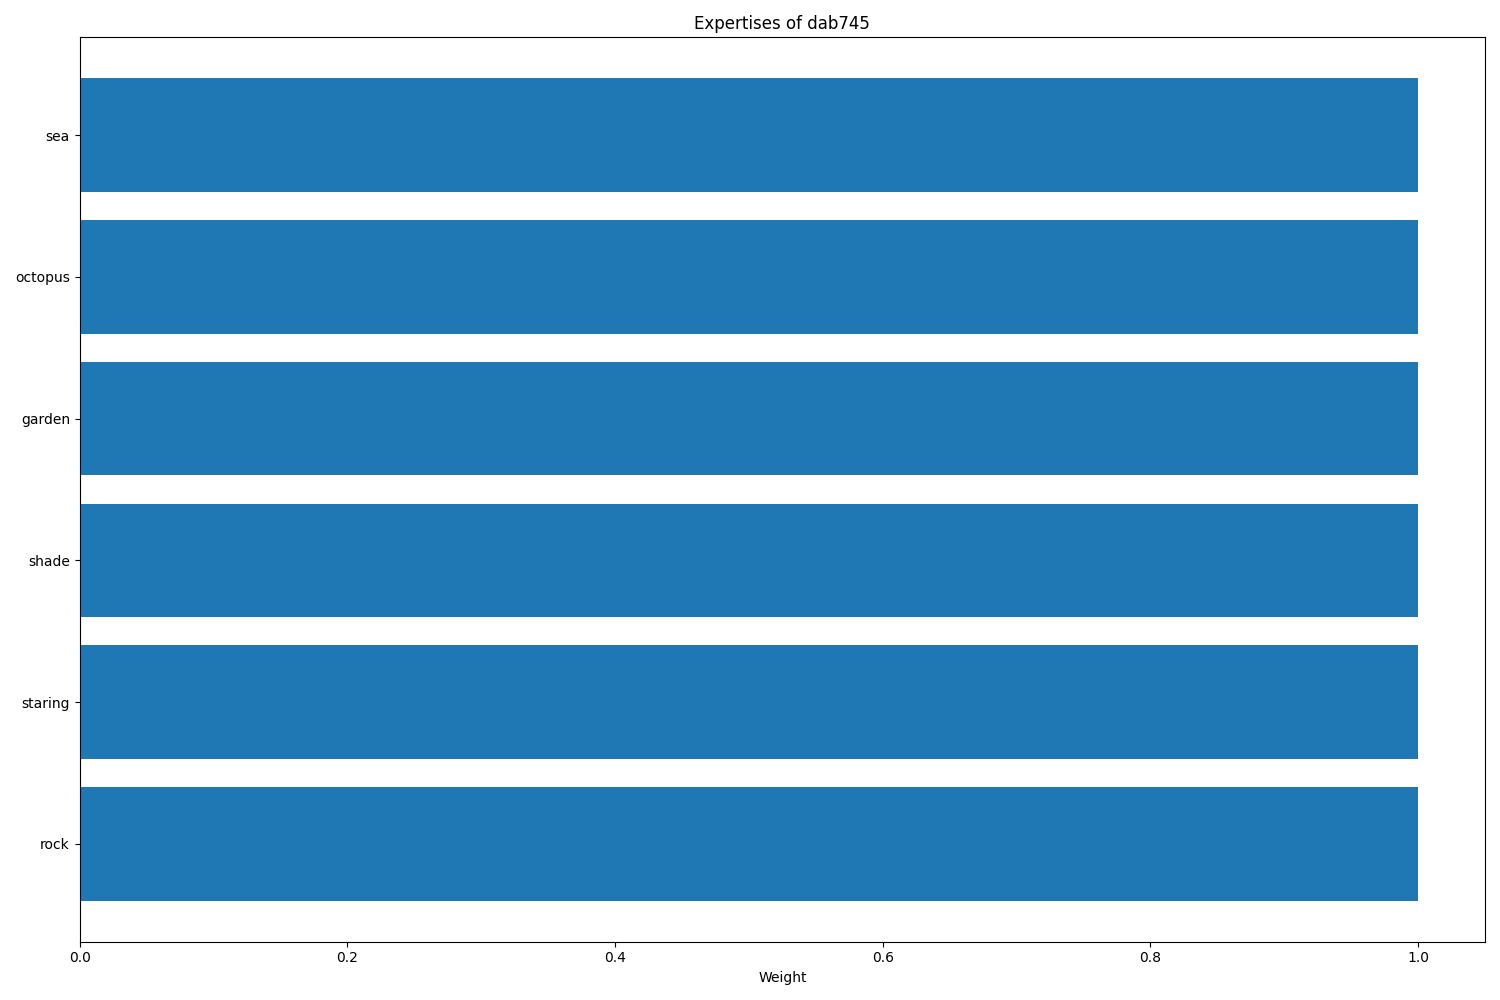 Expertises of dab745
sea
octopus
garden
shade
staring
rock
0.0 0.2 0.4 0.6 0.8 1.0
Weight